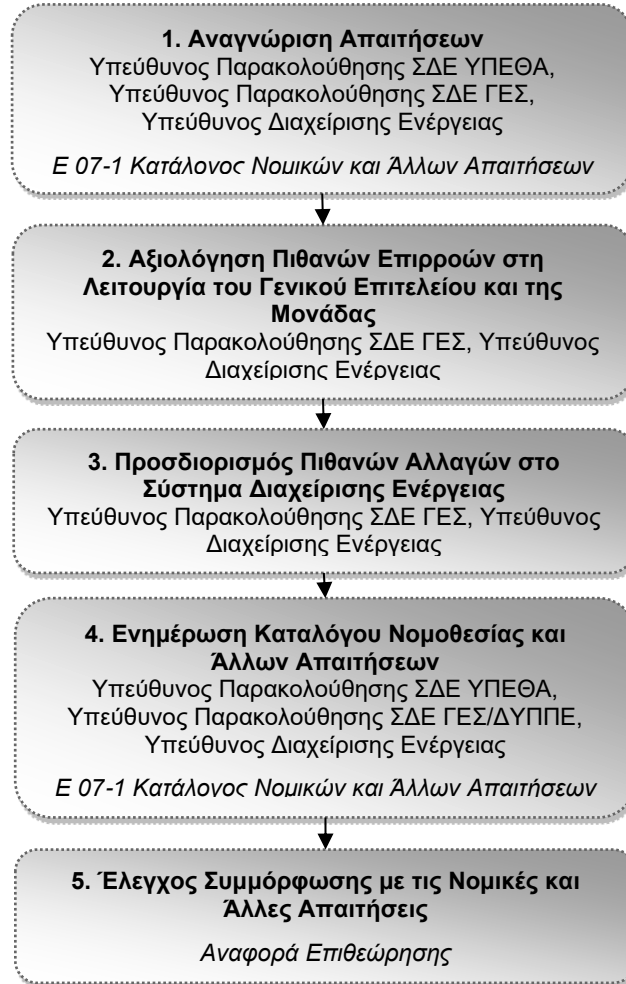 1. Αναγνώριση Απαιτήσεων
Υπεύθυνος Παρακολούθησης ΣΔΕ ΥΠΕΘΑ,
Υπεύθυνος Παρακολούθησης ΣΔΕ ΓΕΣ,
Υπεύθυνος Διαχείρισης Ενέργειας
Ε 07-1 Κατάλογος Νομικών και Άλλων Απαιτήσεων
2. Αξιολόγηση Πιθανών Επιρροών στη
Λειτουργία του Γενικού Επιτελείου και της
Μονάδας
Υπεύθυνος Παρακολούθησης ΣΔΕ ΓΕΣ, Υπεύθυνος
Διαχείρισης Ενέργειας
3. Προσδιορισμός Πιθανών Αλλαγών στο
Σύστημα Διαχείρισης Ενέργειας
Υπεύθυνος Παρακολούθησης ΣΔΕ ΓΕΣ, Υπεύθυνος
Διαχείρισης Ενέργειας
4. Ενημέρωση Καταλόγου Νομοθεσίας και
Άλλων Απαιτήσεων
Υπεύθυνος Παρακολούθησης ΣΔΕ ΥΠΕΘΑ,
Υπεύθυνος Παρακολούθησης ΣΔΕ ΓΕΣ/ΔΥΠΠΕ,
Υπεύθυνος Διαχείρισης Ενέργειας
Ε 07-1 Κατάλογος Νομικών και Άλλων Απαιτήσεων
5. Έλεγχος Συμμόρφωσης με τις Νομικές και
Άλλες Απαιτήσεις
Αναφορά Επιθεώρησης